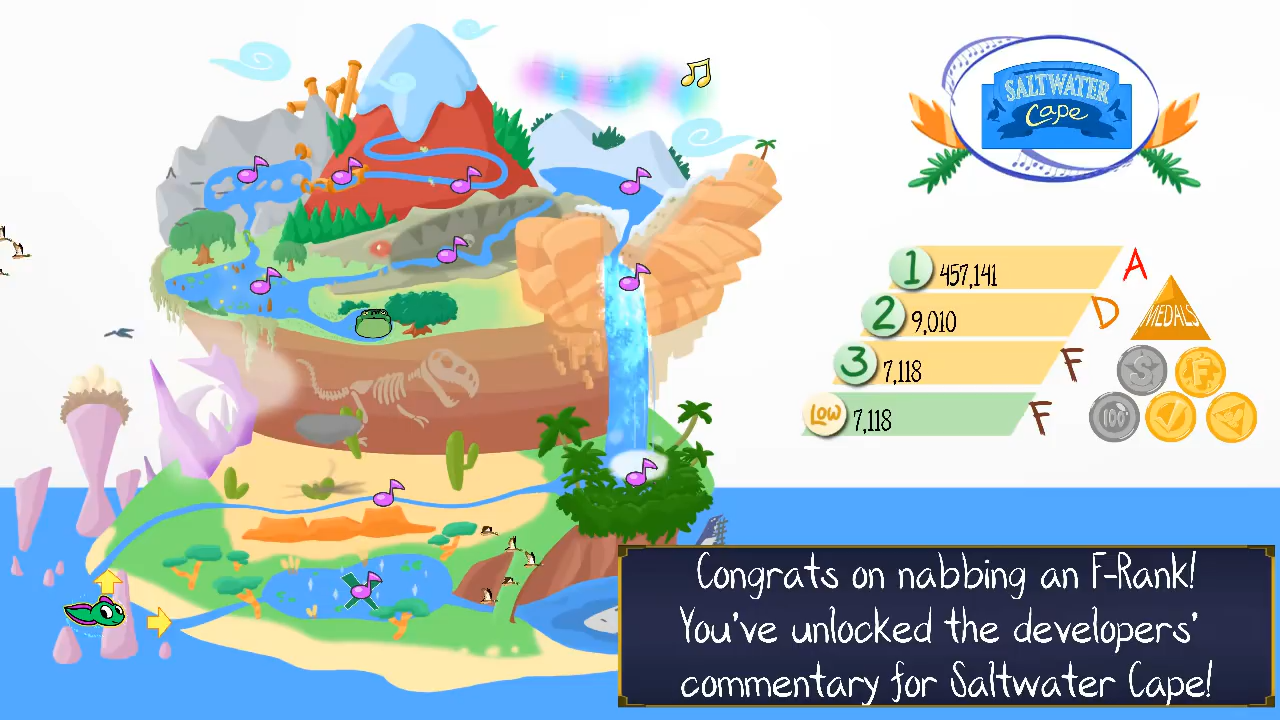 SALTWATER
Cape
1 457,141 A
2 9,010 D
3 7,118 F
LOW 7,118 F
MEDALS
S F
100
Congrats on nabbing an F-Rank!
You've unlocked the developers'
commentary for Saltwater Cape!